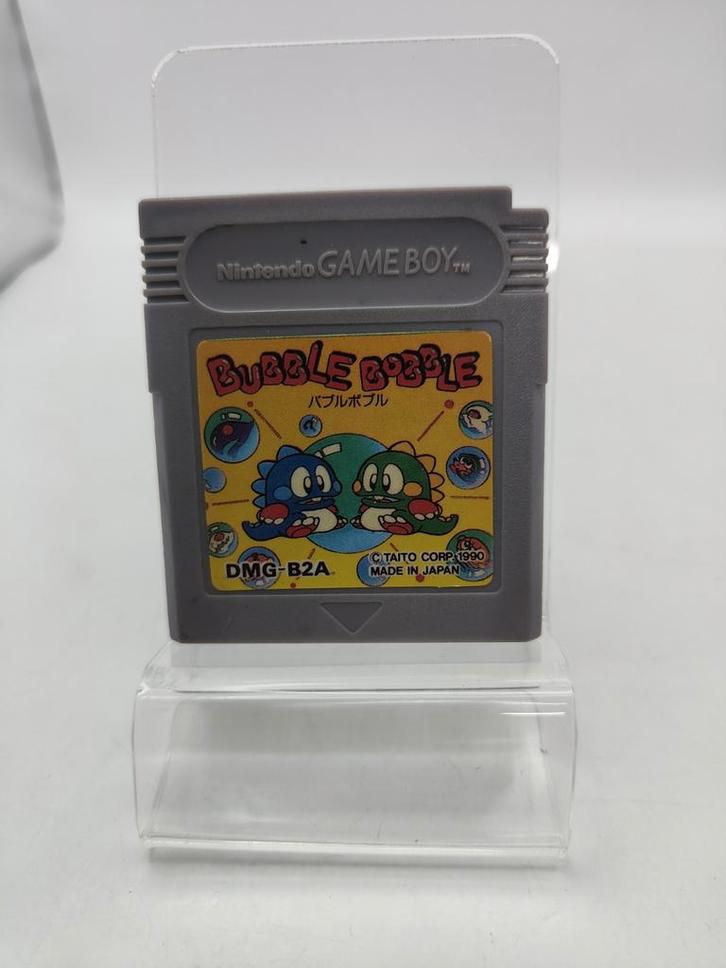 Nintendo GAME BOY TM
BUBBLE BOBBLE
バブルボブル
DMG-B2A
© TAITO CORP. 1990
MADE IN JAPAN